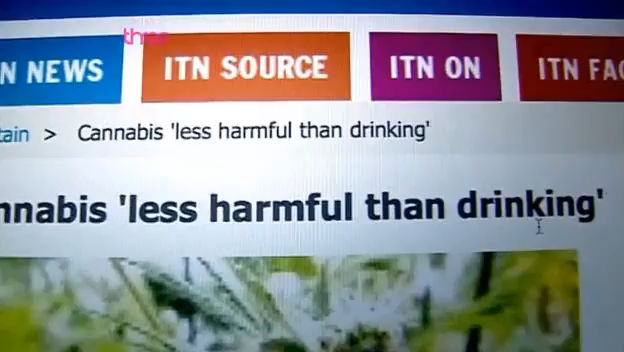 three
N NEWS
ITN SOURCE
ITN ON
ITN FAC
tain > Cannabis 'less harmful than drinking'
nnabis 'less harmful than drinking'